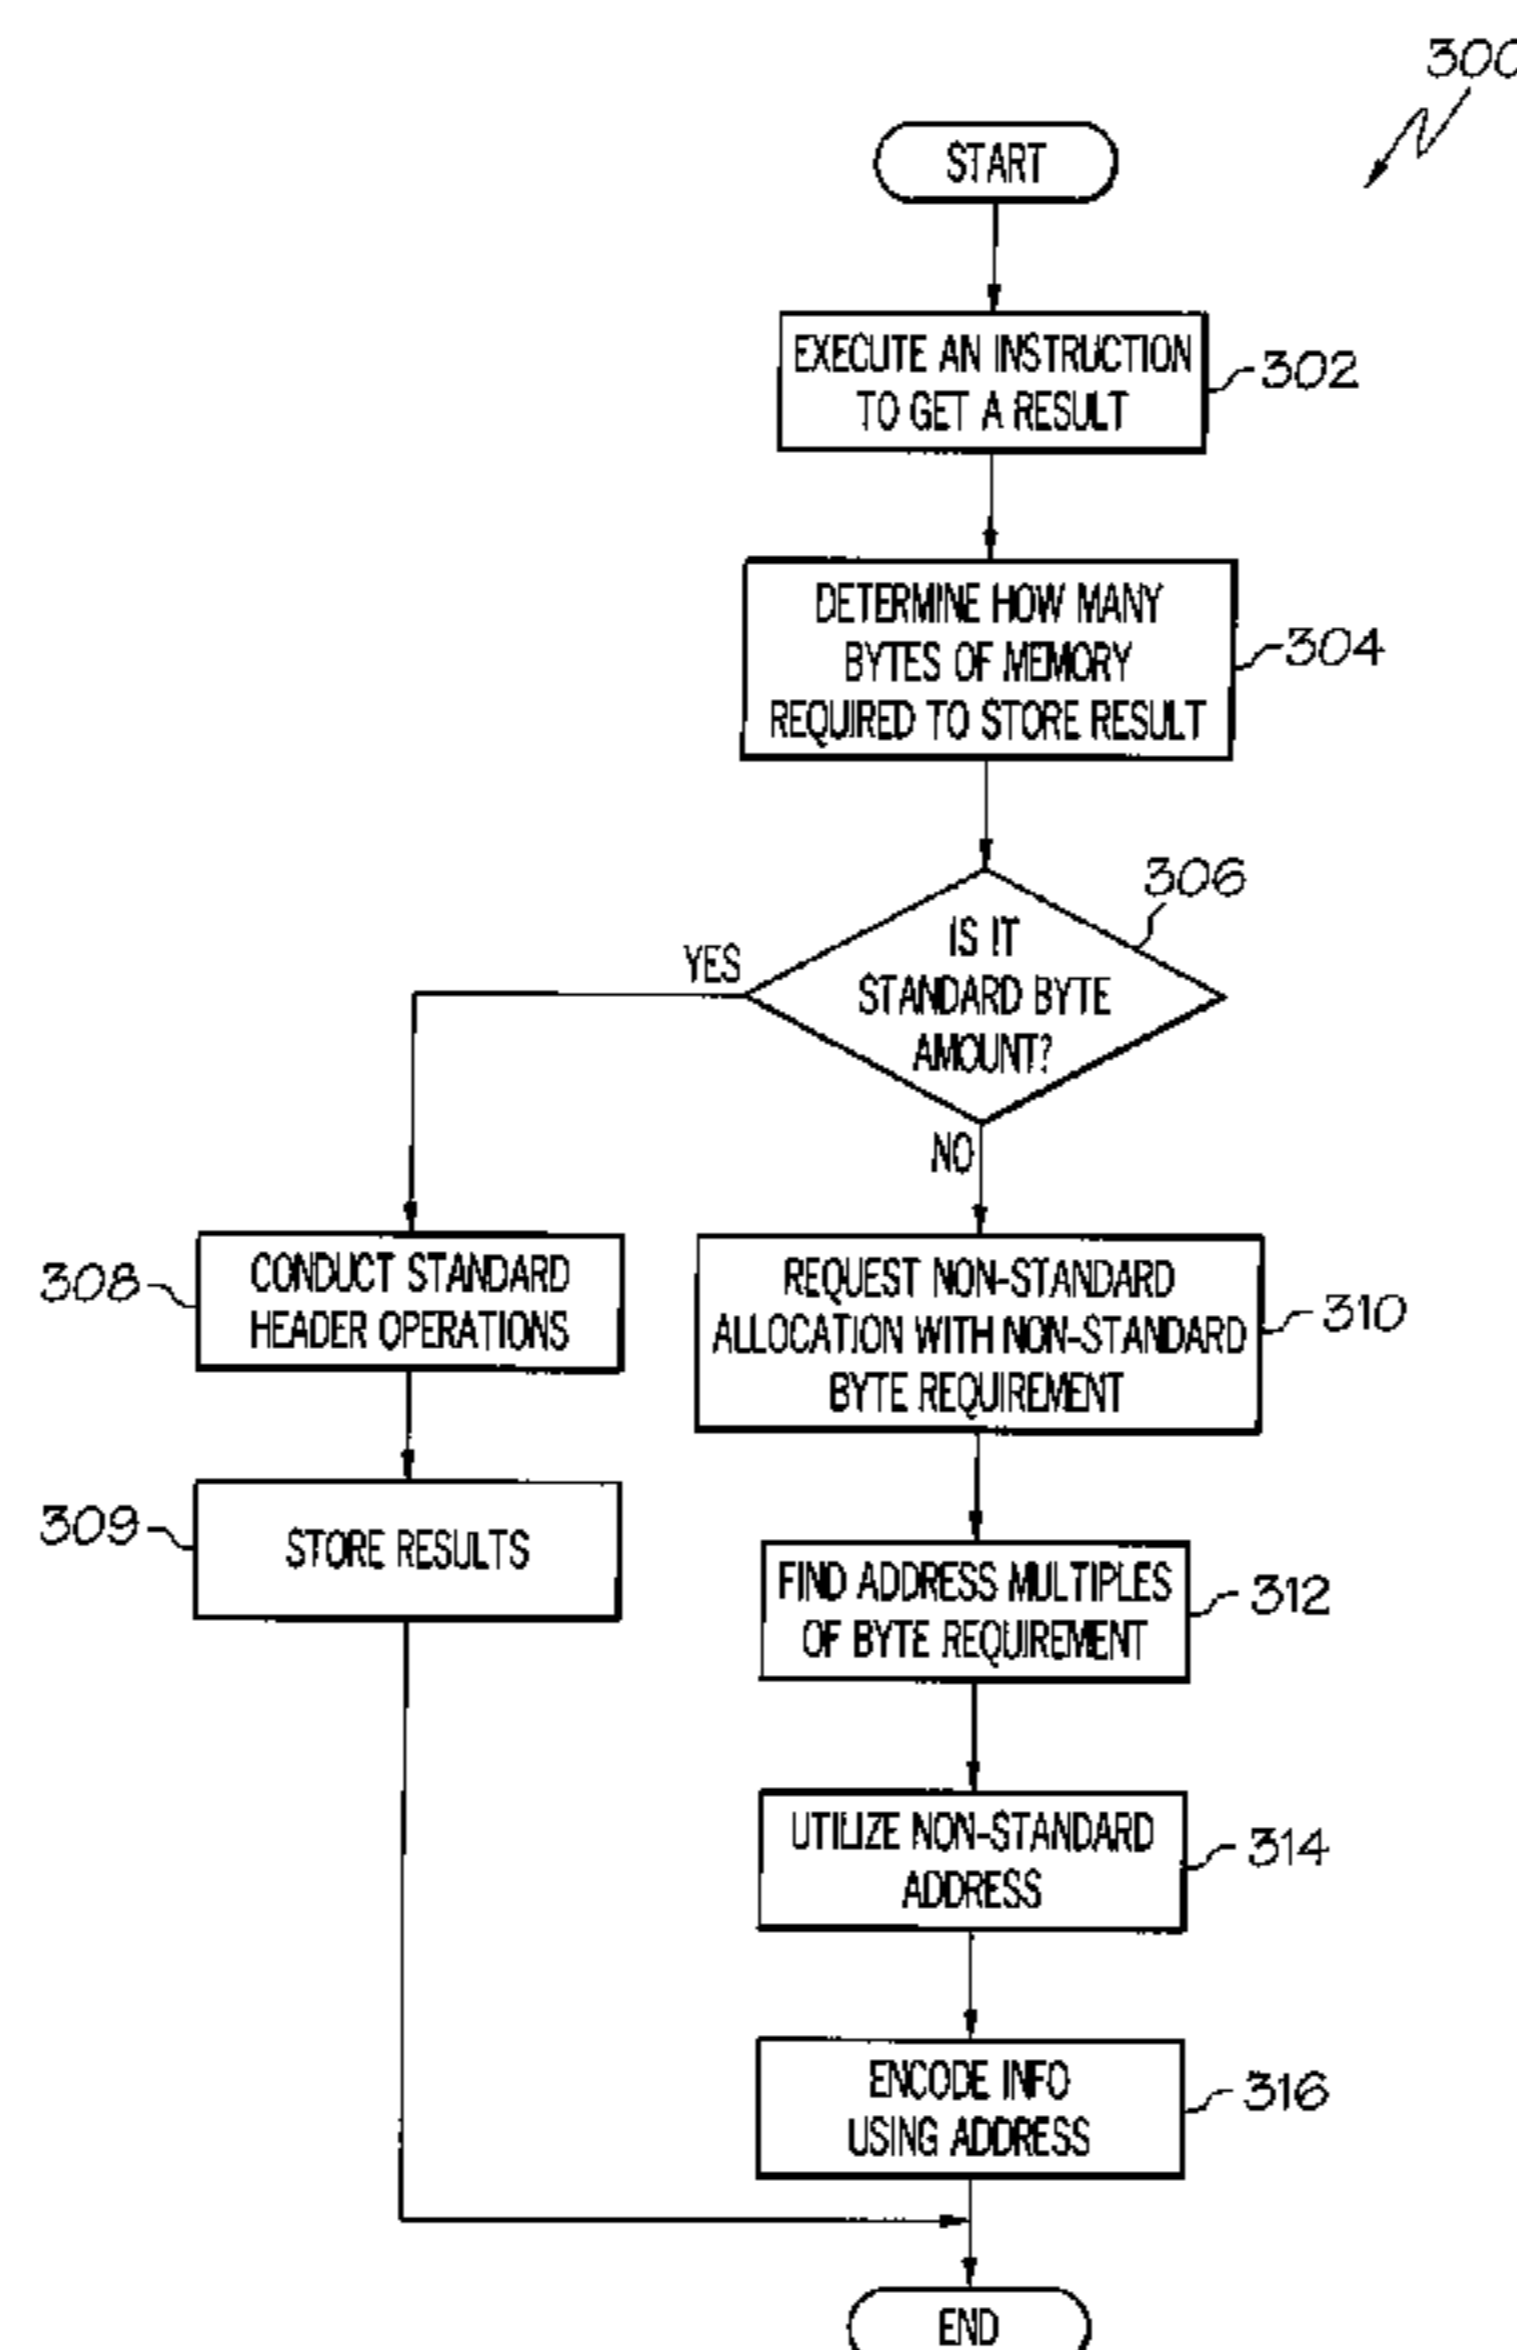 300
START
EXECUTE AN INSTRUCTION
TO GET A RESULT
302
DETERMINE HOW MANY
BYTES OF MEMORY
REQUIRED TO STORE RESULT
304
306
IS IT
STANDARD BYTE
AMOUNT?
YES
NO
308
CONDUCT STANDARD
HEADER OPERATIONS
REQUEST NON-STANDARD
ALLOCATION WITH NON-STANDARD
BYTE REQUIREMENT
310
309
STORE RESULTS
FIND ADDRESS MULTIPLES
OF BYTE REQUIREMENT
312
UTILIZE NON-STANDARD
ADDRESS
314
ENCODE INFO
USING ADDRESS
316
END